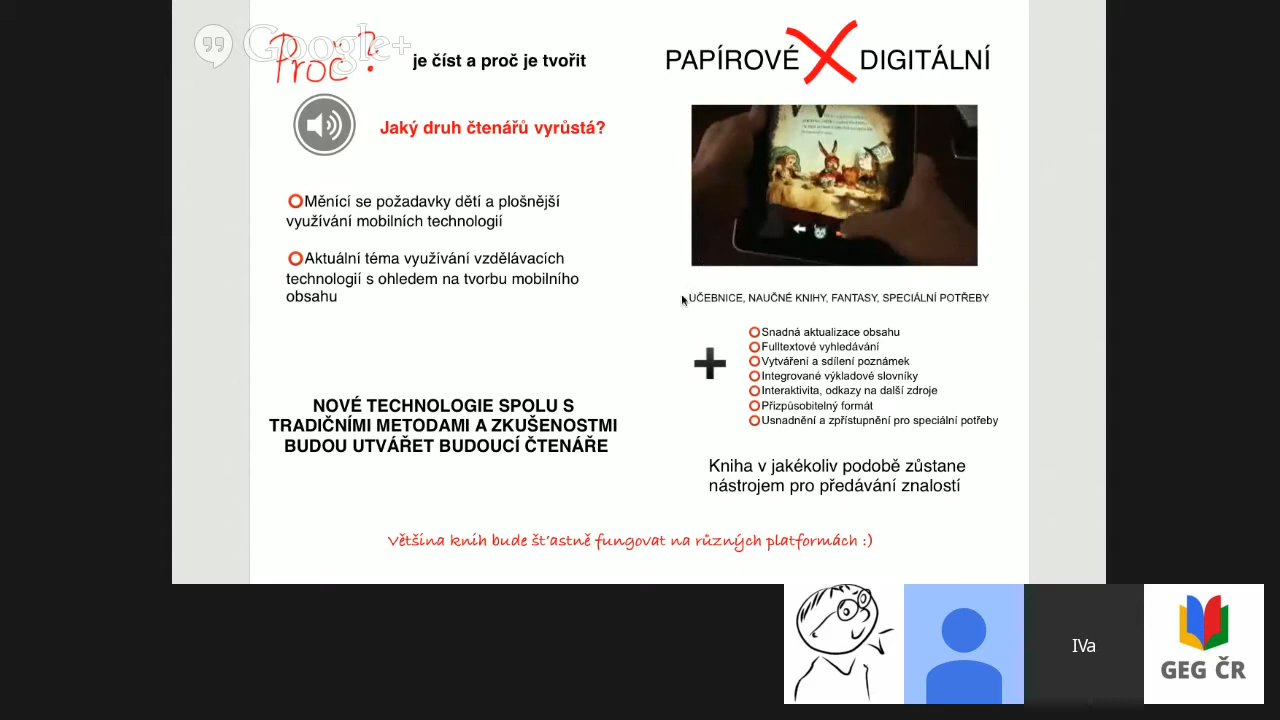 Google+
Proč?
je číst a proč je tvořit
Jaký druh čtenářů vyrůstá?
Měnící se požadavky dětí a plošnější
využívání mobilních technologií
Aktuální téma využívání vzdělávacích
technologií s ohledem na tvorbu mobilního
obsahu
NOVÉ TECHNOLOGIE SPOLU S
TRADIČNÍMI METODAMI A ZKUŠENOSTMI
BUDOU UTVÁŘET BUDOUCÍ ČTENÁŘE
PAPÍROVÉ X DIGITÁLNÍ
UČEBNICE, NAUČNÉ KNIHY, FANTASY, SPECIÁLNÍ POTŘEBY
+
Snadná aktualizace obsahu
Fulltextové vyhledávání
Vytváření a sdílení poznámek
Integrované výkladové slovníky
Interaktivita, odkazy na další zdroje
Přizpůsobitelný formát
Usnadnění a zpřístupnění pro speciální potřeby
Kniha v jakékoliv podobě zůstane
nástrojem pro předávání znalostí
Většina knih bude šťastně fungovat na různých platformách :)
IVa
GEG ČR